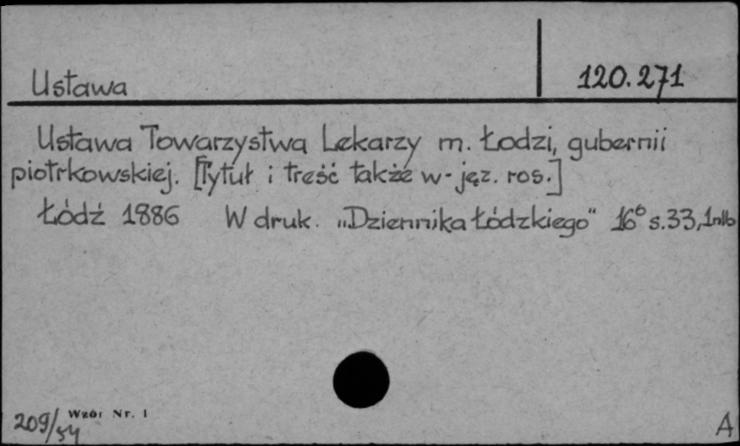 Ustawa 120.271
Ustawa Towarzystwa Lekarzy m. Łodzi, gubernii
piotrkowskiej. [Tytuł i treść także w jęz. ros.]
Łódź 1886 W druk. „Dziennika Łódzkiego" 16° s.33, 1nlb
Wzór Nr. 1
209/54 A